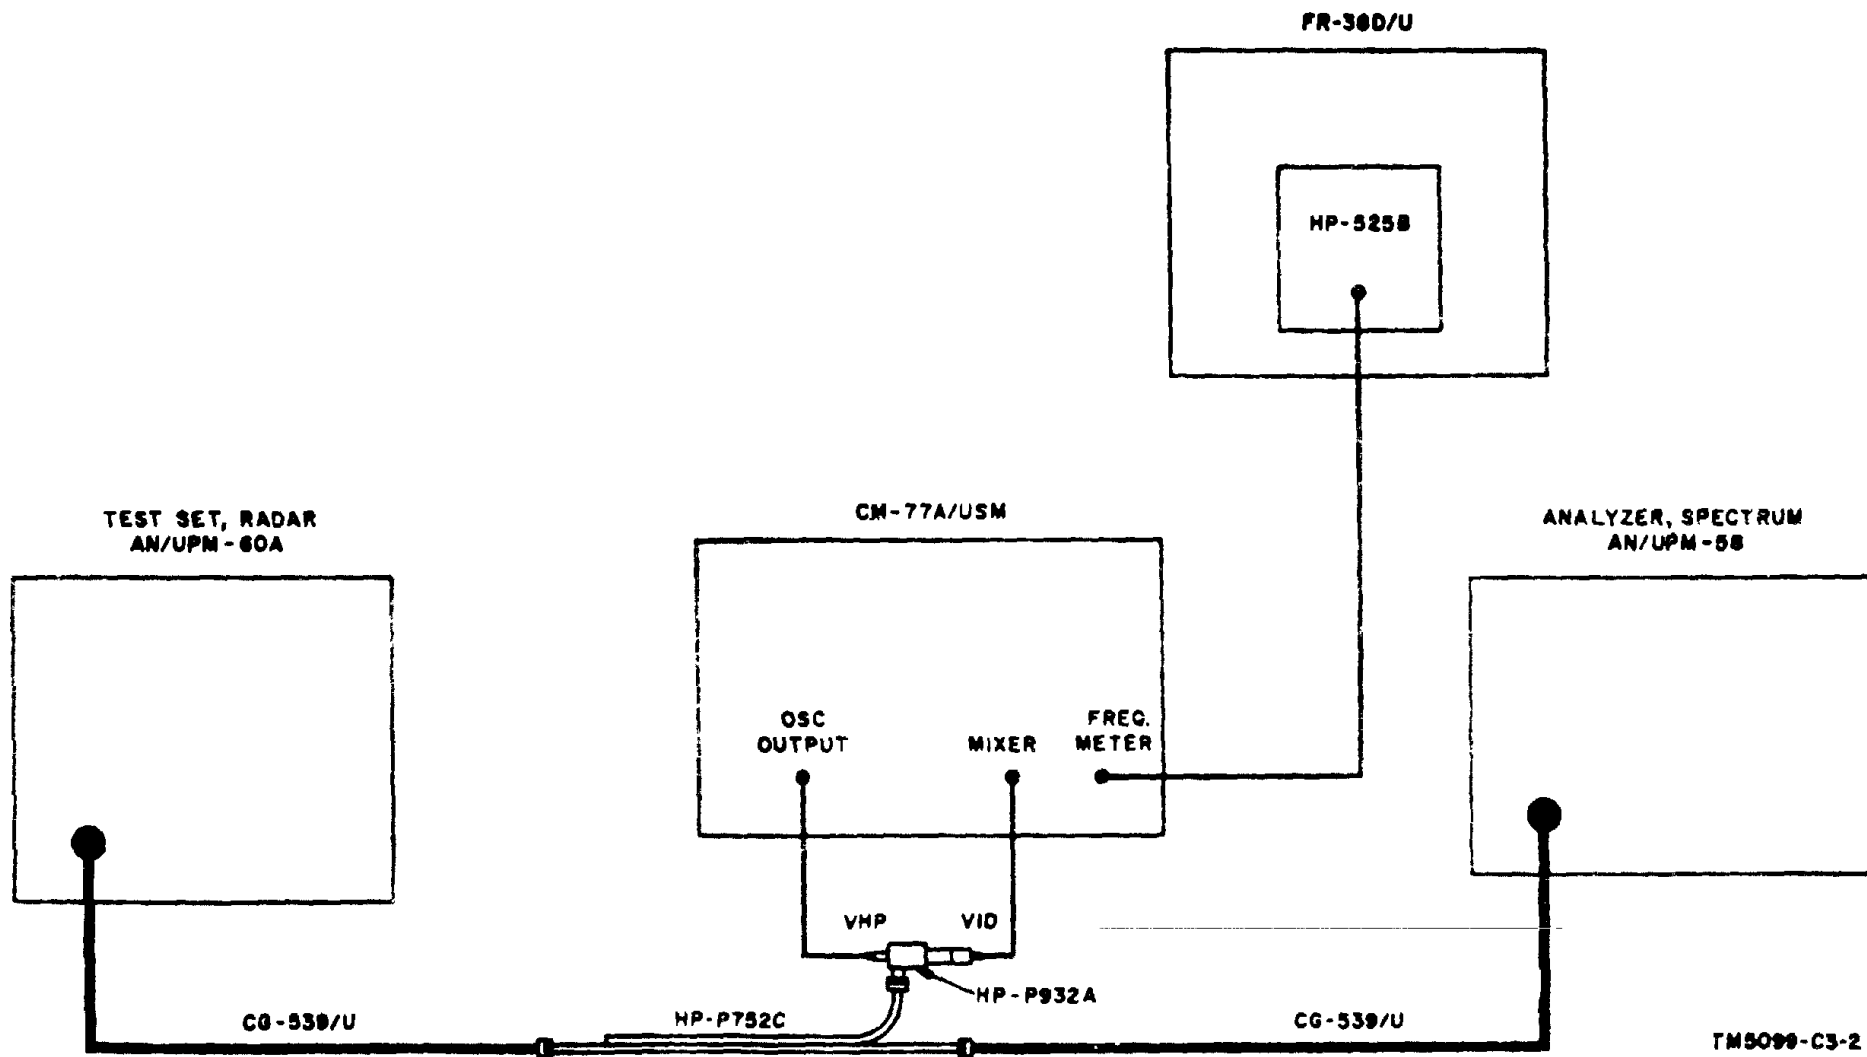 FR-38D/U
HP-525B
TEST SET, RADAR
AN/UPM-60A
CM-77A/USM
ANALYZER, SPECTRUM
AN/UPM-58
OSC
OUTPUT
MIXER
FREQ.
METER
VHP
VID
HP-P932A
CG-539/U
HP-P752C
CG-539/U
TM5099-C3-2